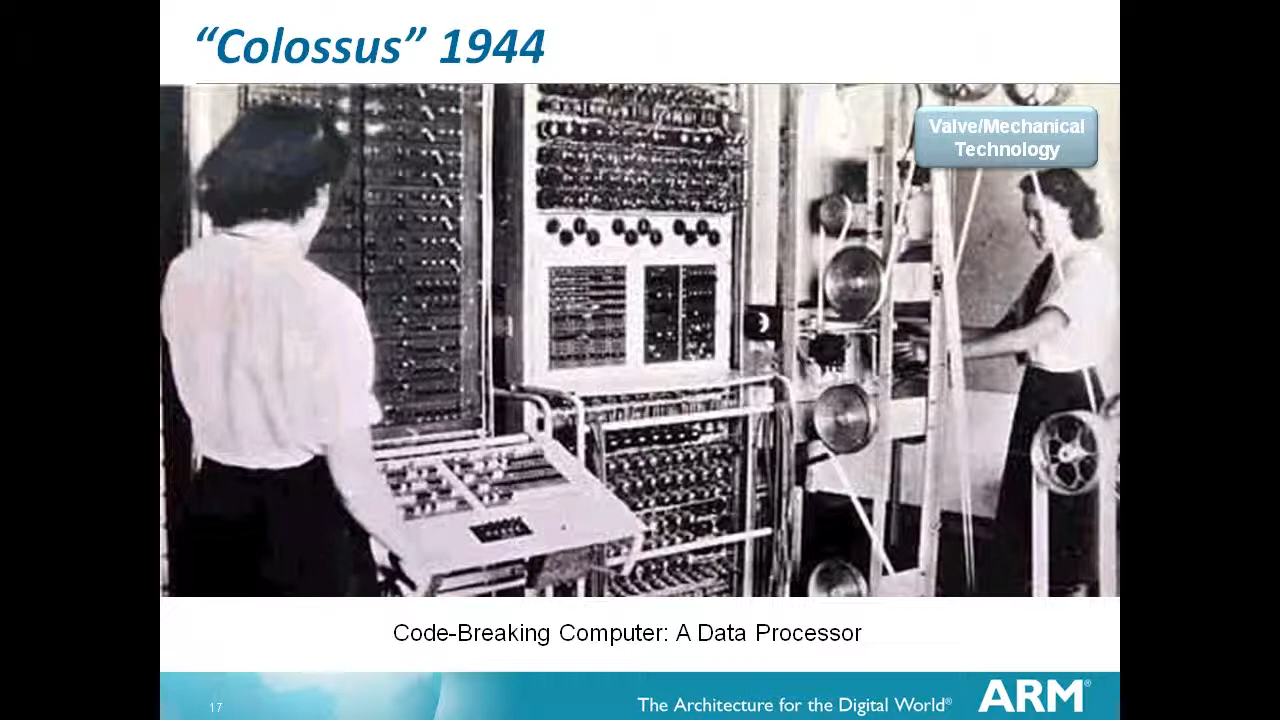 “Colossus” 1944
Valve/Mechanical
Technology
Code-Breaking Computer: A Data Processor
17
The Architecture for the Digital World®
ARM®